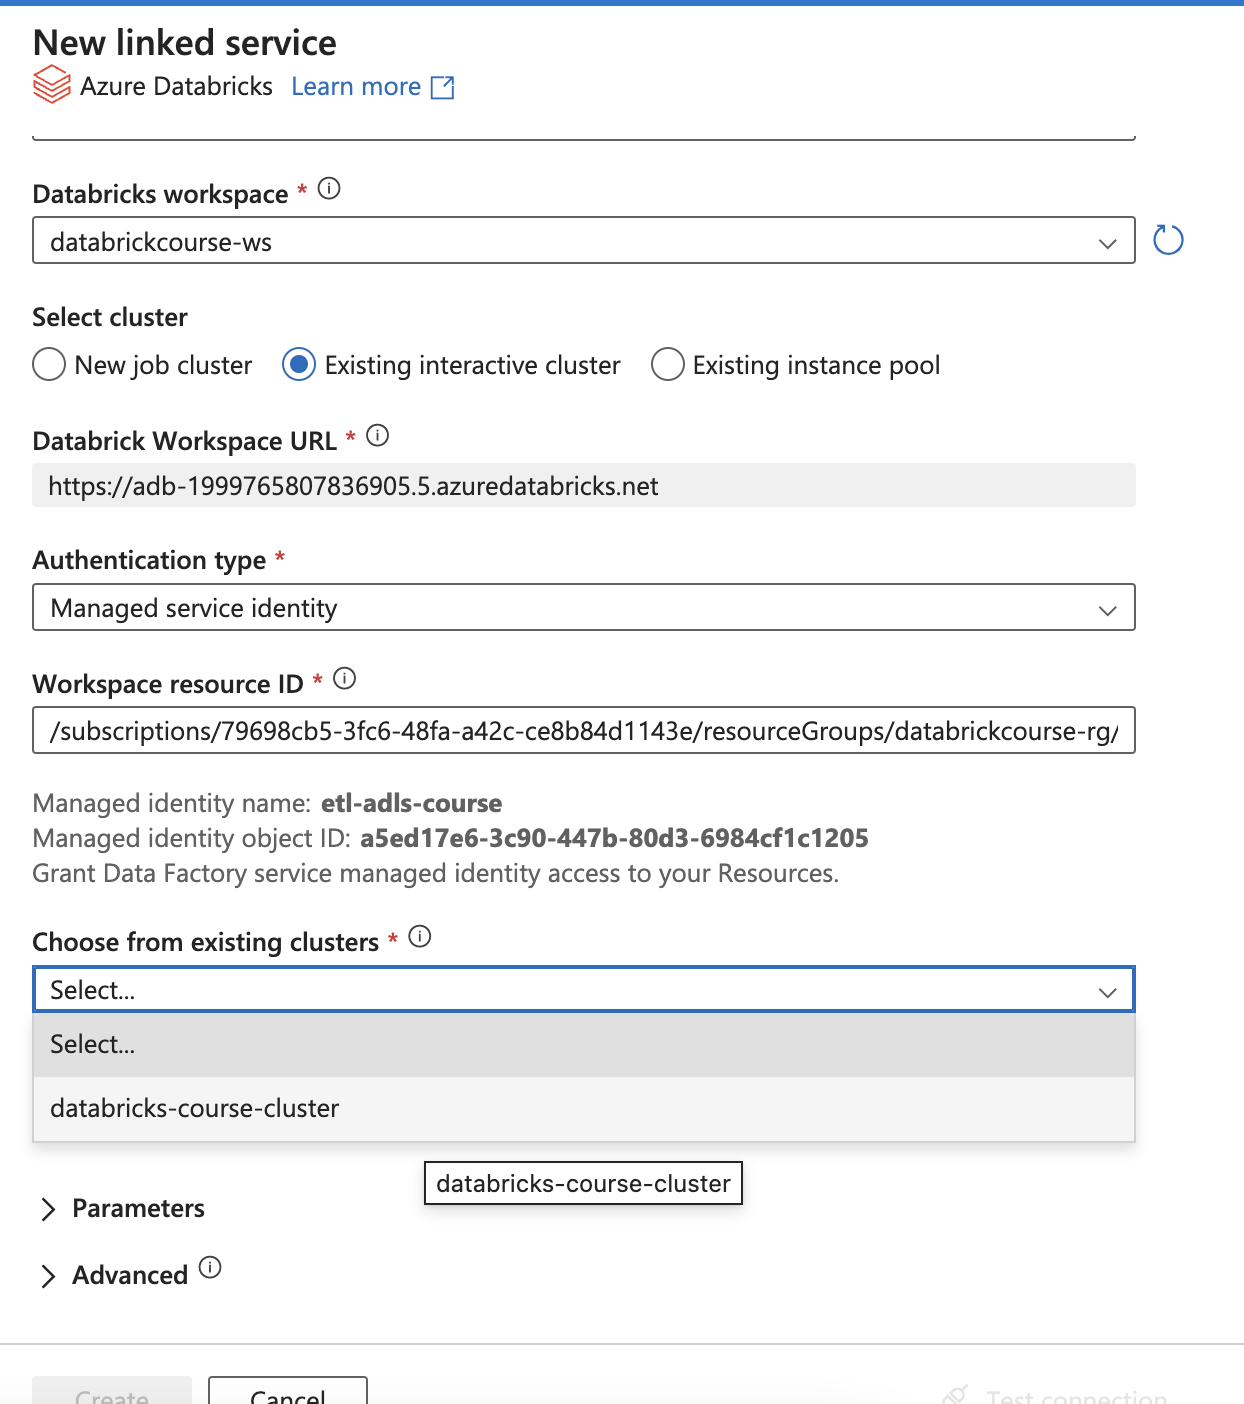 New linked service
Azure Databricks Learn more
Databricks workspace *
databrickcourse-ws
Select cluster
New job cluster Existing interactive cluster Existing instance pool
Databrick Workspace URL *
https://adb-1999765807836905.5.azuredatabricks.net
Authentication type *
Managed service identity
Workspace resource ID *
/subscriptions/79698cb5-3fc6-48fa-a42c-ce8b84d1143e/resourceGroups/databrickcourse-rg/
Managed identity name: etl-adls-course
Managed identity object ID: a5ed17e6-3c90-447b-80d3-6984cf1c1205
Grant Data Factory service managed identity access to your Resources.
Choose from existing clusters *
Select...
Select...
databricks-course-cluster
databricks-course-cluster
Parameters
Advanced
Create Cancel Test connection